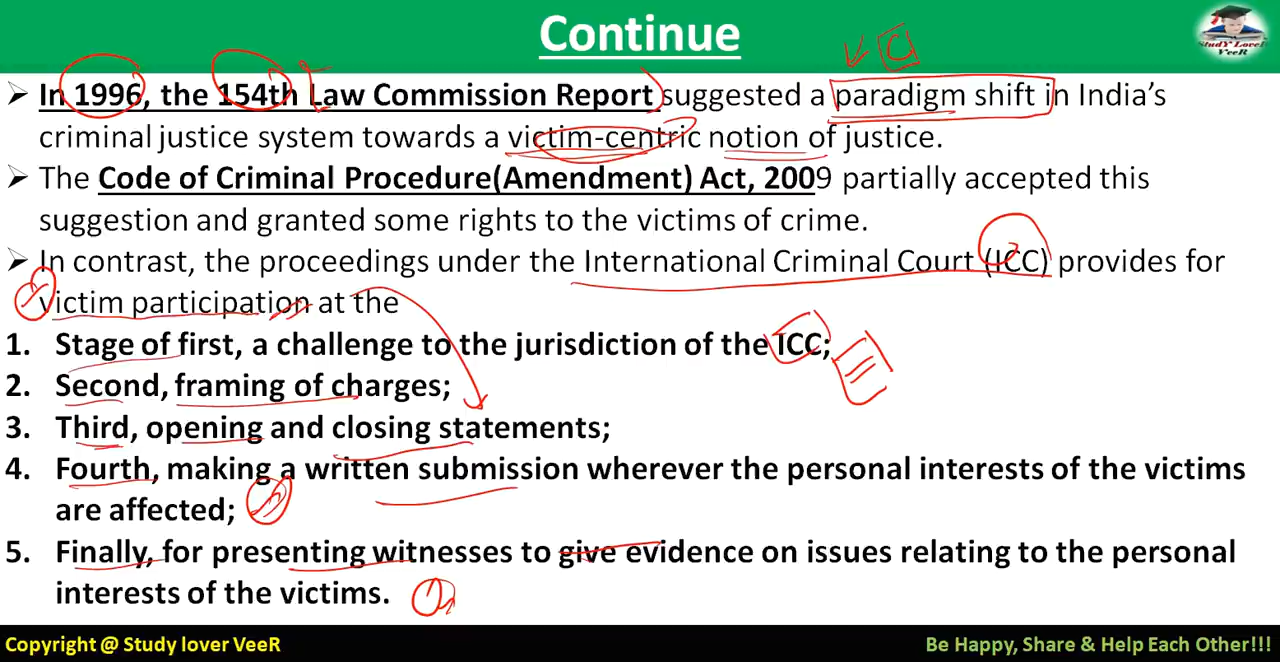 Continue
StudY LoveR
VeeR
➢ In 1996, the 154th Law Commission Report suggested a paradigm shift in India's
criminal justice system towards a victim-centric notion of justice.
➢ The Code of Criminal Procedure(Amendment) Act, 2009 partially accepted this
suggestion and granted some rights to the victims of crime.
➢ In contrast, the proceedings under the International Criminal Court (ICC) provides for
victim participation at the
1. Stage of first, a challenge to the jurisdiction of the ICC;
2. Second, framing of charges;
3. Third, opening and closing statements;
4. Fourth, making a written submission wherever the personal interests of the victims
are affected;
5. Finally, for presenting witnesses to give evidence on issues relating to the personal
interests of the victims.
Copyright @ Study lover VeeR
Be Happy, Share & Help Each Other!!!